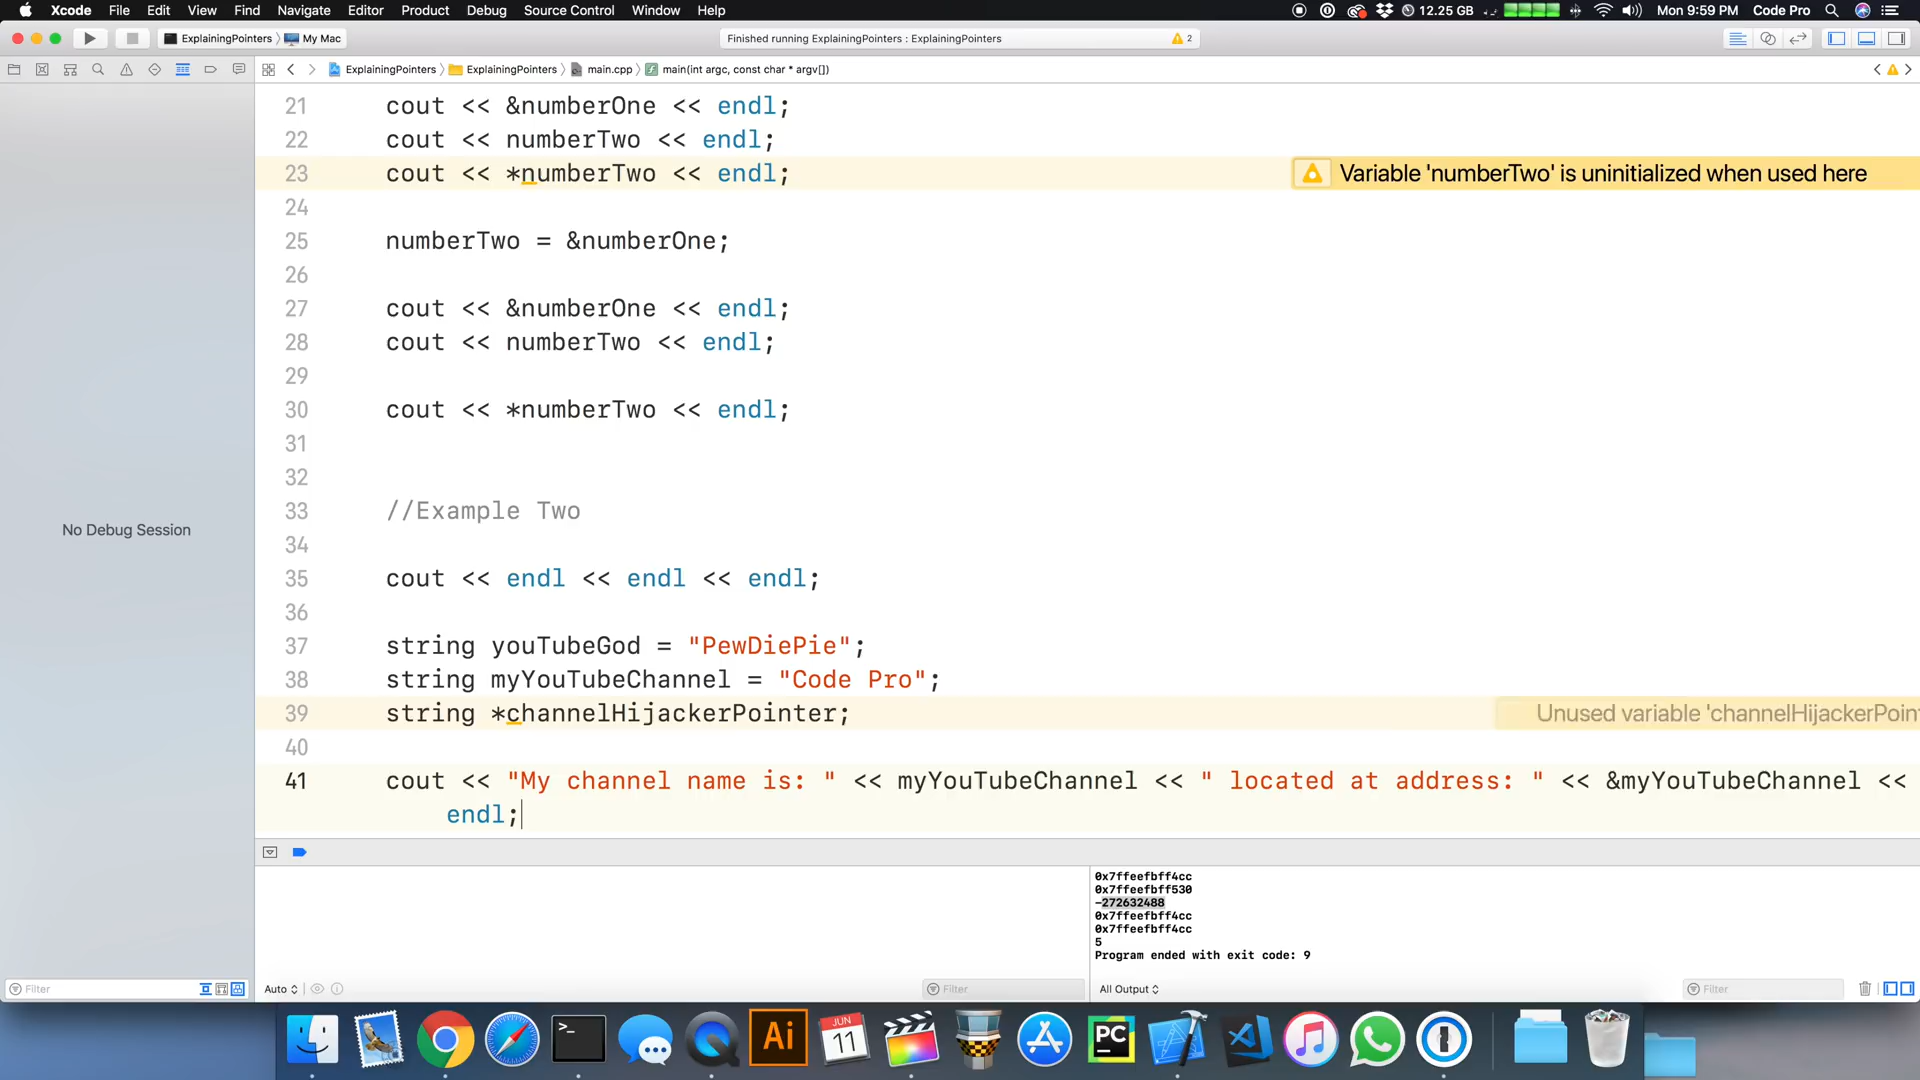 Xcode File Edit View Find Navigate Editor Product Debug Source Control Window Help 12.25 GB Mon 9:59 PM Code Pro
ExplainingPointers My Mac Finished running ExplainingPointers : ExplainingPointers 2
ExplainingPointers ExplainingPointers main.cpp main(int argc, const char * argv[])
21 cout << &numberOne << endl;
22 cout << numberTwo << endl;
23 cout << *numberTwo << endl; Variable 'numberTwo' is uninitialized when used here
24
25 numberTwo = &numberOne;
26
27 cout << &numberOne << endl;
28 cout << numberTwo << endl;
29
30 cout << *numberTwo << endl;
31
32
33 //Example Two
34
No Debug Session
35 cout << endl << endl << endl;
36
37 string youTubeGod = "PewDiePie";
38 string myYouTubeChannel = "Code Pro";
39 string *channelHijackerPointer; Unused variable 'channelHijackerPoint
40
41 cout << "My channel name is: " << myYouTubeChannel << " located at address: " << &myYouTubeChannel <<
endl;
0x7ffeefbff4cc
0x7ffeefbff530
-272632488
0x7ffeefbff4cc
0x7ffeefbff4cc
5
Program ended with exit code: 9
Filter Auto Filter All Output Filter
>_ Ai JUN 11 PC